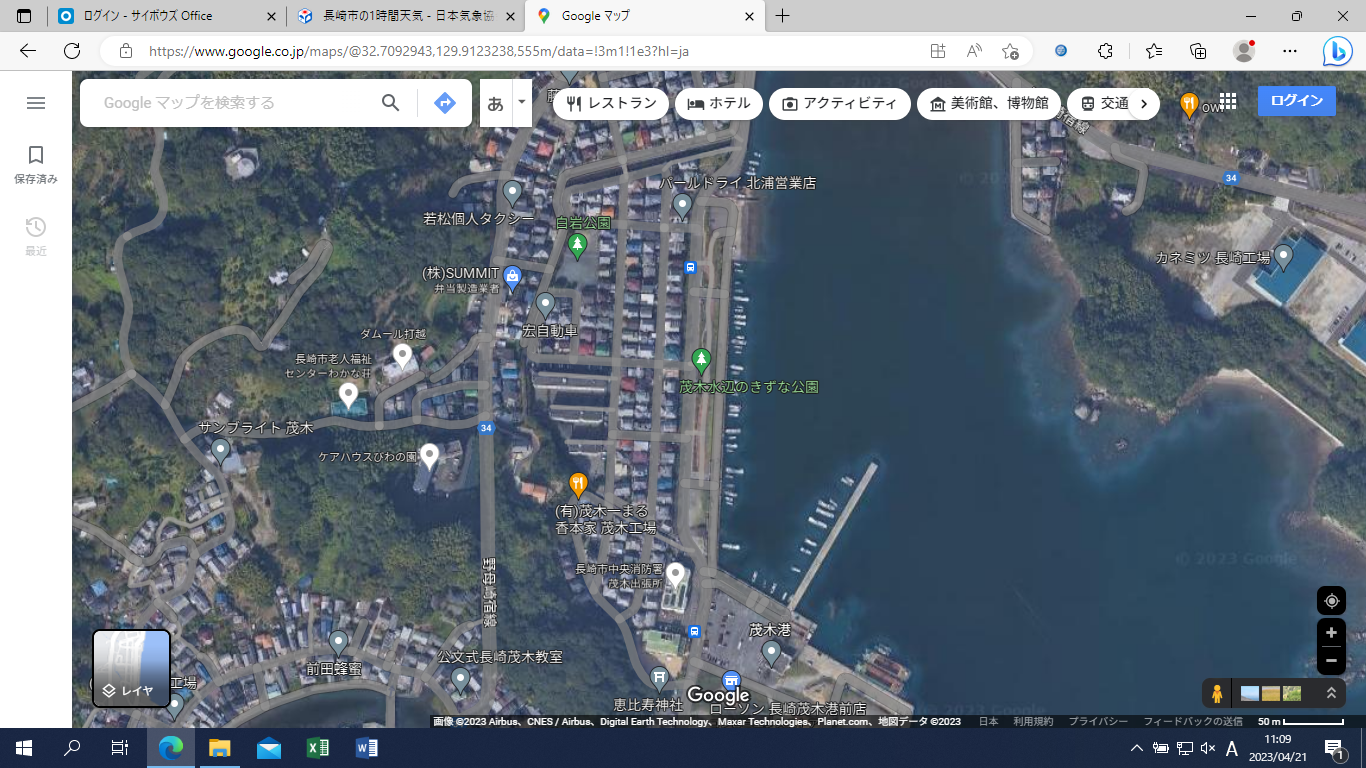 ログイン - サイボウズ Office
長崎市の1時間天気 - 日本気象協
Google マップ
https://www.google.co.jp/maps/@32.7092943,129.9123238,555m/data=!3m1!1e3?hl=ja
Google マップを検索する
あ
レストラン
ホテル
アクティビティ
美術館、博物館
交通
ログイン
保存済み
最近
パールドライ 北浦営業店
若松個人タクシー
白岩公園
34
カネミツ 長崎工場
(株)SUMMIT
弁当製造業者
宏自動車
ダムール打越
長崎市老人福祉
センターわかな荘
茂木水辺のきずな公園
サンブライト 茂木
34
ケアハウスびわの園
(有)茂木一まる
香本家 茂木工場
© 2023 Google
長崎市中央消防署
茂木出張所
野母崎宿線
茂木港
前田蜂蜜
公文式長崎茂木教室
工場
恵比寿神社
ローソン 長崎茂木港前店
レイヤ
Google
画像 ©2023 Airbus、CNES / Airbus、Digital Earth Technology、Maxar Technologies、Planet.com、地図データ ©2023
日本
利用規約
プライバシー
フィードバックの送信
50 m
A
11:09
2023/04/21
1